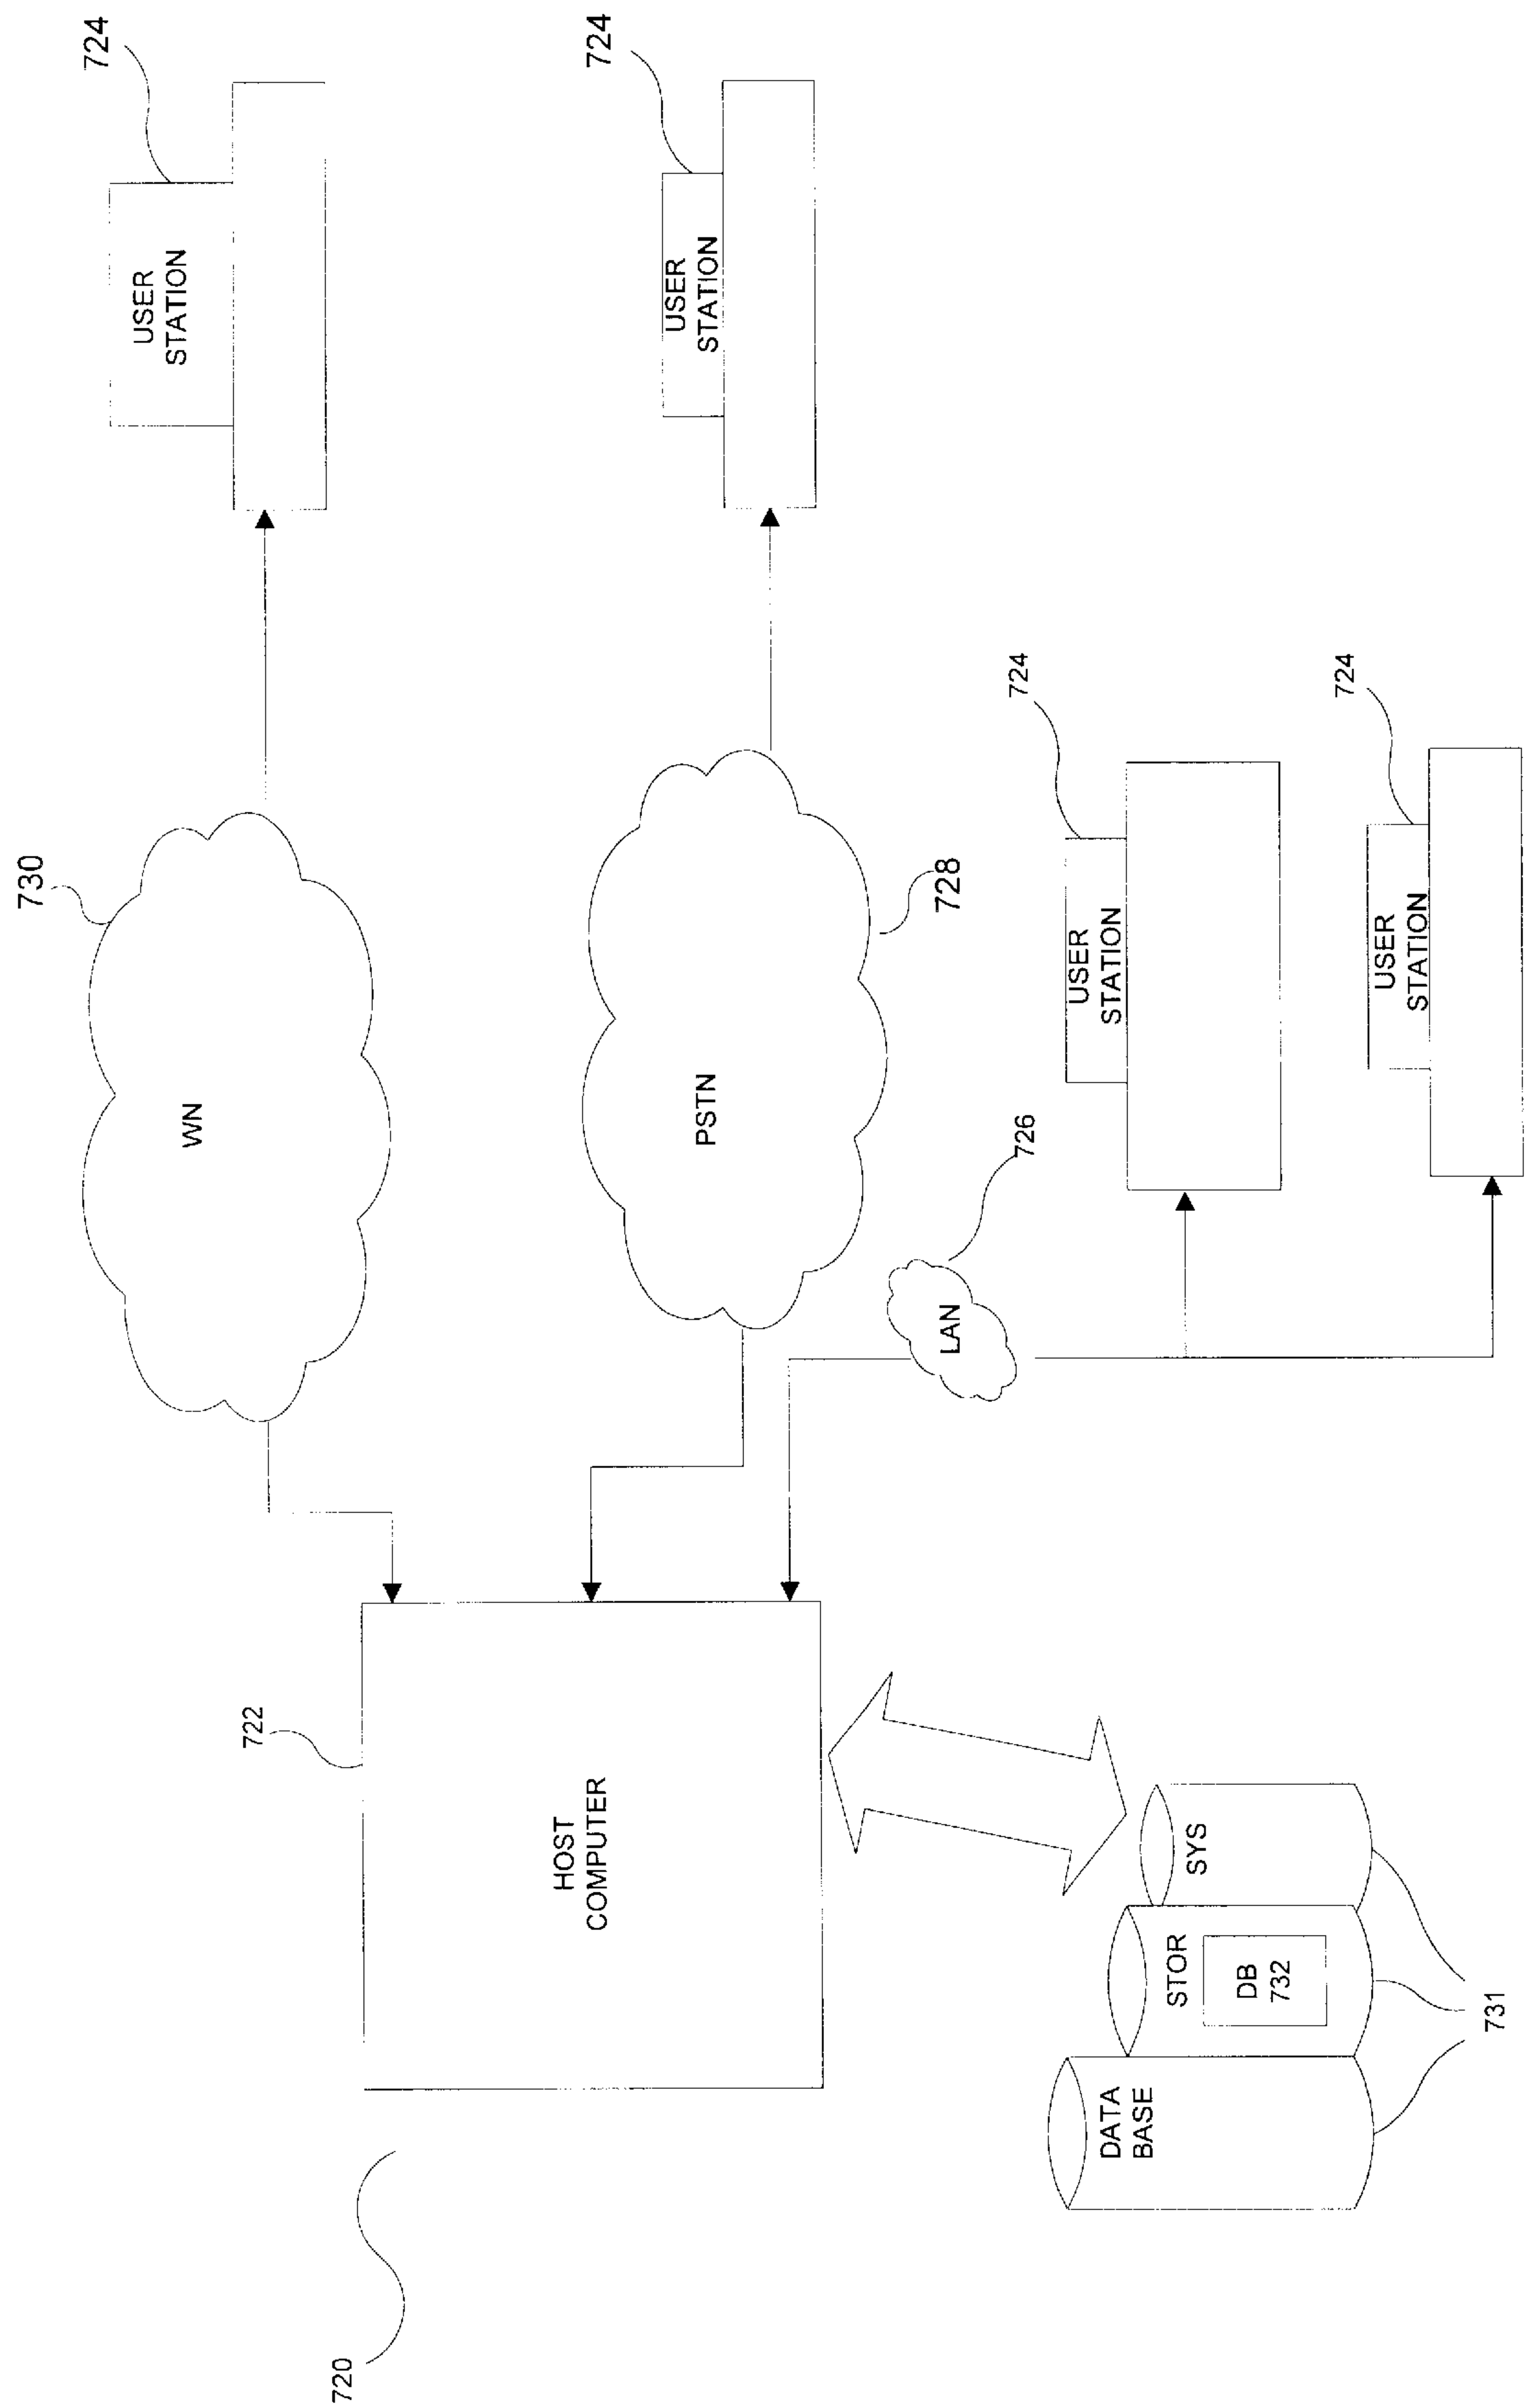 720
722
HOST
COMPUTER
730
WN
724
USER
STATION
728
PSTN
724
USER
STATION
726
LAN
724
USER
STATION
724
USER
STATION
DATA
BASE
STOR
DB
732
SYS
731